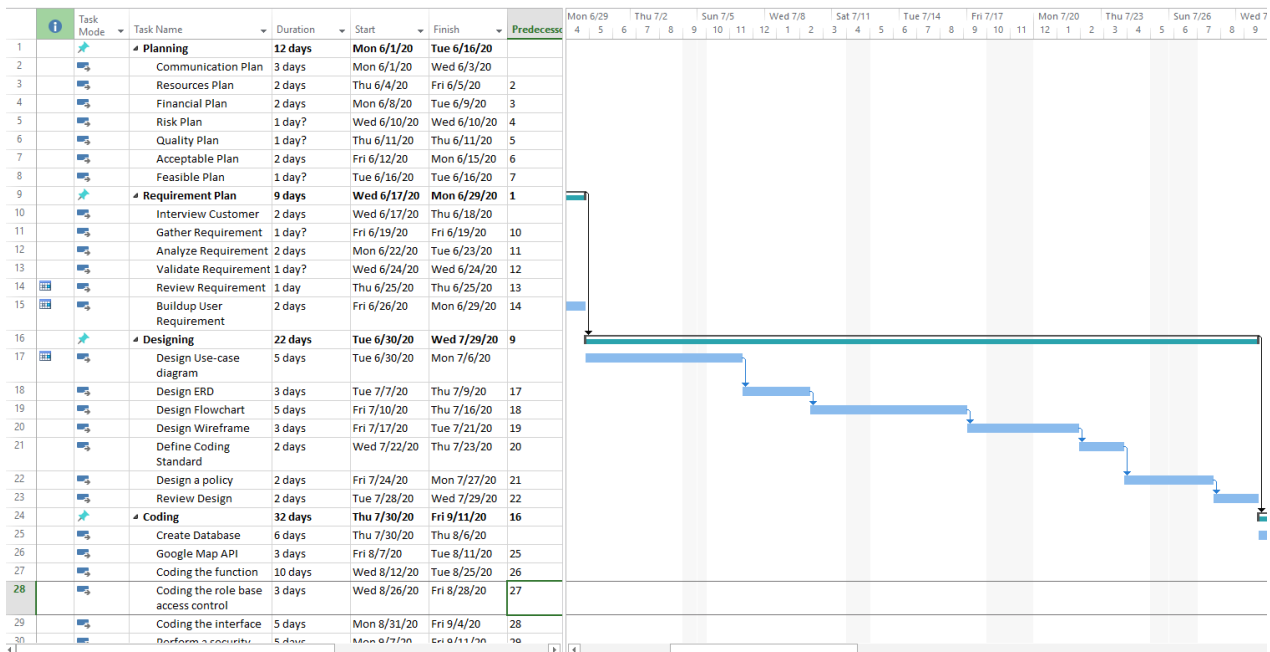 Task Mode Task Name Duration Start Finish Predecesso
Mon 6/29 Thu 7/2 Sun 7/5 Wed 7/8 Sat 7/11 Tue 7/14 Fri 7/17 Mon 7/20 Thu 7/23 Sun 7/26 Wed 7
4 5 6 7 8 9 10 11 12 1 2 3 4 5 6 7 8 9 10 11 12 1 2 3 4 5 6 7 8 9
1 Planning 12 days Mon 6/1/20 Tue 6/16/20
2 Communication Plan 3 days Mon 6/1/20 Wed 6/3/20
3 Resources Plan 2 days Thu 6/4/20 Fri 6/5/20 2
4 Financial Plan 2 days Mon 6/8/20 Tue 6/9/20 3
5 Risk Plan 1 day? Wed 6/10/20 Wed 6/10/20 4
6 Quality Plan 1 day? Thu 6/11/20 Thu 6/11/20 5
7 Acceptable Plan 2 days Fri 6/12/20 Mon 6/15/20 6
8 Feasible Plan 1 day? Tue 6/16/20 Tue 6/16/20 7
9 Requirement Plan 9 days Wed 6/17/20 Mon 6/29/20 1
10 Interview Customer 2 days Wed 6/17/20 Thu 6/18/20
11 Gather Requirement 1 day? Fri 6/19/20 Fri 6/19/20 10
12 Analyze Requirement 2 days Mon 6/22/20 Tue 6/23/20 11
13 Validate Requirement 1 day? Wed 6/24/20 Wed 6/24/20 12
14 Review Requirement 1 day Thu 6/25/20 Thu 6/25/20 13
15 Buildup User 2 days Fri 6/26/20 Mon 6/29/20 14
Requirement
16 Designing 22 days Tue 6/30/20 Wed 7/29/20 9
17 Design Use-case 5 days Tue 6/30/20 Mon 7/6/20
diagram
18 Design ERD 3 days Tue 7/7/20 Thu 7/9/20 17
19 Design Flowchart 5 days Fri 7/10/20 Thu 7/16/20 18
20 Design Wireframe 3 days Fri 7/17/20 Tue 7/21/20 19
21 Define Coding 2 days Wed 7/22/20 Thu 7/23/20 20
Standard
22 Design a policy 2 days Fri 7/24/20 Mon 7/27/20 21
23 Review Design 2 days Tue 7/28/20 Wed 7/29/20 22
24 Coding 32 days Thu 7/30/20 Fri 9/11/20 16
25 Create Database 6 days Thu 7/30/20 Thu 8/6/20
26 Google Map API 3 days Fri 8/7/20 Tue 8/11/20 25
27 Coding the function 10 days Wed 8/12/20 Tue 8/25/20 26
28 Coding the role base 3 days Wed 8/26/20 Fri 8/28/20 27
access control
29 Coding the interface 5 days Mon 8/31/20 Fri 9/4/20 28
30 Perform a security 5 days Mon 9/7/20 Fri 9/11/20 29